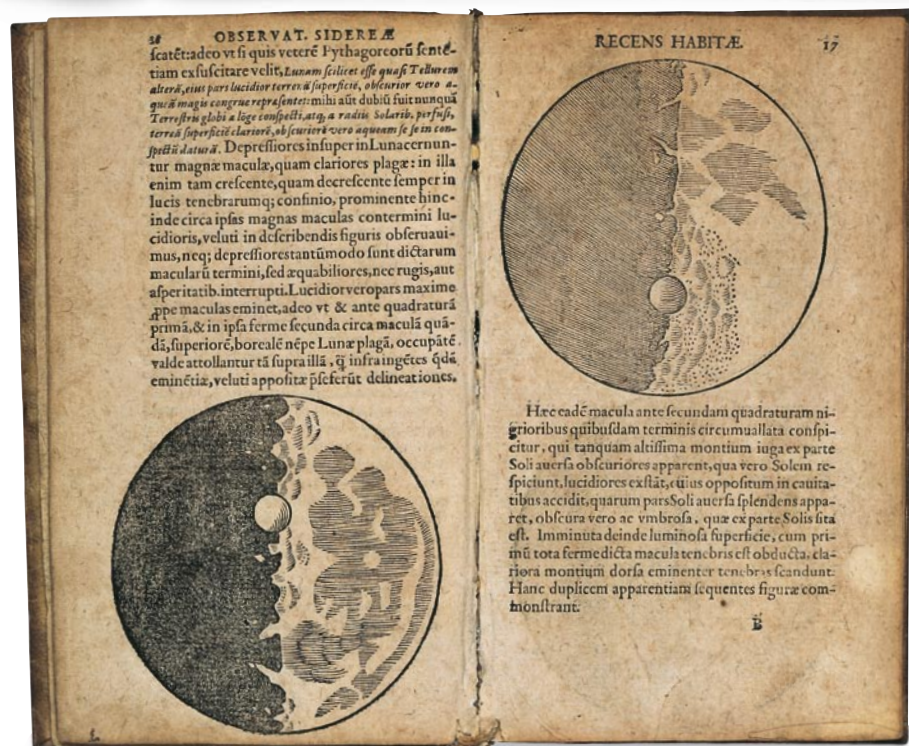 OBSERVAT. SIDEREÆ
ſcatēt:adeo vt ſi quis veterē Pythagoreorū ſentē-
tiam exſuſcitare velit,Lunam ſcilicet eſſe quaſi Tellurem
alterā,eius pars lucidior terrenā ſuperficiē, obſcurior vero a-
queā magis congrue repræſentet:mihi aūt dubiū fuit nunquā
Terreſtris globi a lōge conſpecti,atq; a radiis Solarib. perfuſi,
terreā ſuperficiē clariorē,obſcuriorē vero aqueam ſe ſe in con-
ſpectū daturā. Depreſſiores inſuper in Luna cernun-
tur magnæ maculæ,quam clariores plagæ: in illa
enim tam creſcente,quam decreſcente ſemper in
lucis tenebrarumq; confinio, prominente hinc-
inde circa ipſas magnas maculas contermini lu-
cidioris,veluti in deſcribendis figuris obſeruaui-
mus,neq; depreſſiores tantūmodo ſunt dictarum
macularū termini,ſed æquabiliores,nec rugis,aut
aſperitatib.interrupti.Lucidior vero pars maxime
ꝓpe maculas eminet,adeo vt & ante quadraturā
primā,& in ipſa ferme ſecunda circa maculā quā-
dā,ſuperiorē,borealē nēpe Lunæ plagā, occupātē
valde attollantur tā ſupra illā , q̄ infra ingētes q̄dā
eminētiæ,veluti appoſitæ p̄ſeferūt delineationes.
RECENS HABITÆ.
17
Hæc eadē macula ante ſecundam quadraturam ni-
grioribus quibuſdam terminis circumuallata conſpi-
citur, qui tanquam altiſſima montium iuga ex parte
Soli auerſa obſcuriores apparent,qua vero Solem re-
ſpiciunt,lucidiores exſtāt,cuius oppoſitum in cauita-
tibus accidit,quarum pars Soli auerſa ſplendens appa-
ret, obſcura vero ac vmbroſa, quæ ex parte Solis ſita
eſt. Imminuta deinde luminoſa ſuperficie, cum pri-
mū tota ferme dicta macula tenebris eſt obducta, cla-
riora montium dorſa eminenter tenebras ſcandunt.
Hanc duplicem apparentiam ſequentes figuræ com-
monſtrant.
B